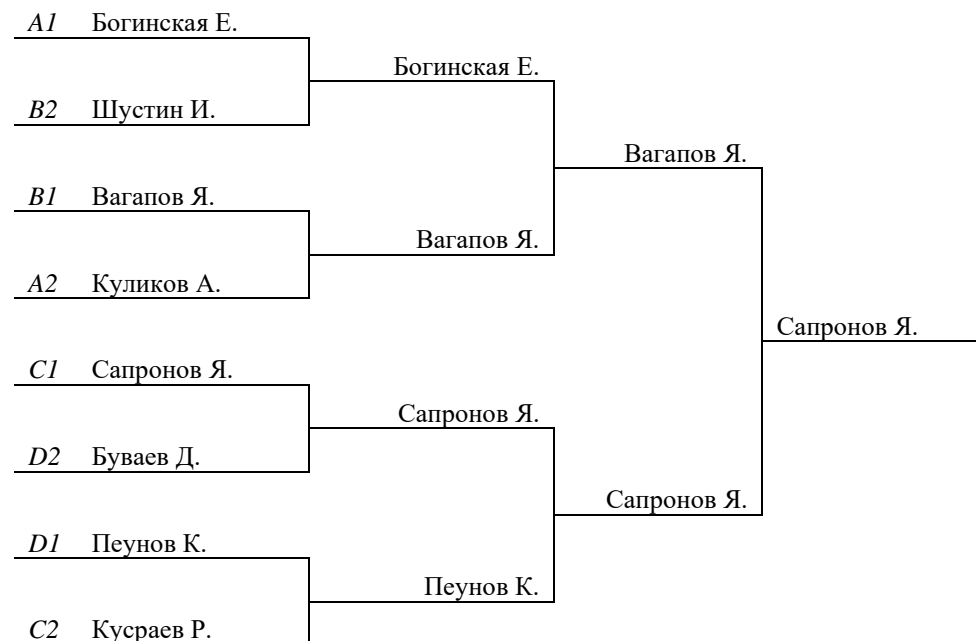 A1 Богинская Е.
Богинская Е.
B2 Шустин И.
Вагапов Я.
B1 Вагапов Я.
Вагапов Я.
A2 Куликов А.
Сапронов Я.
C1 Сапронов Я.
Сапронов Я.
D2 Буваев Д.
Сапронов Я.
D1 Пеунов К.
Пеунов К.
C2 Кусраев Р.